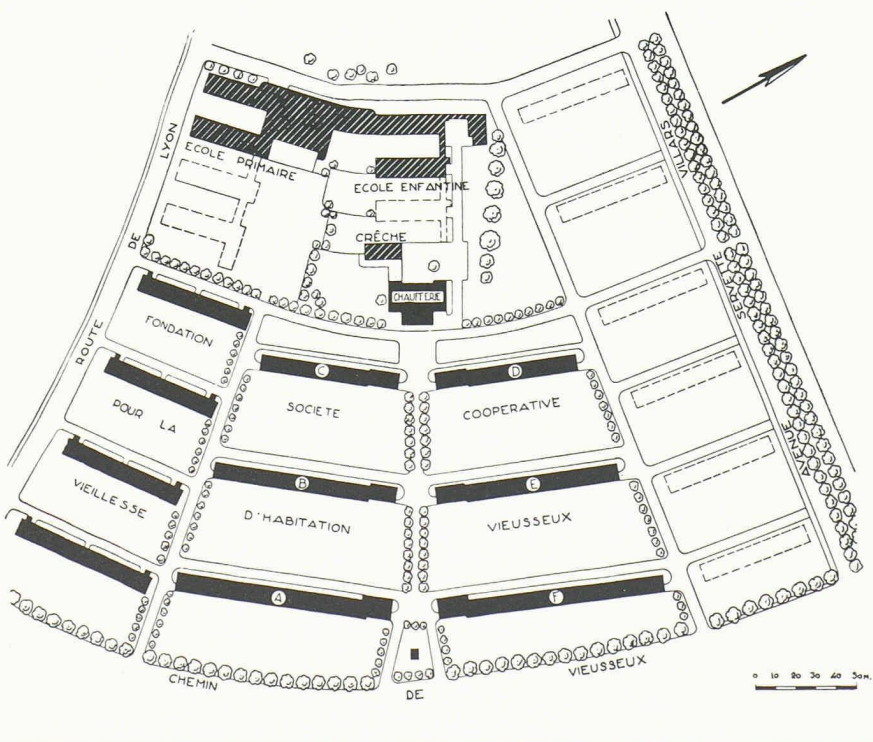 ROUTE DE LYON
ECOLE PRIMAIRE
ECOLE ENFANTINE
CRÊCHE
CHAUFFERIE
AVENUE SERVETTE VILLARS
FONDATION
POUR LA
VIEILLESSE
C
D
SOCIETE
COOPERATIVE
B
E
D'HABITATION
VIEUSSEUX
A
F
CHEMIN
DE
VIEUSSEUX
0 10 20 30 40 50M.